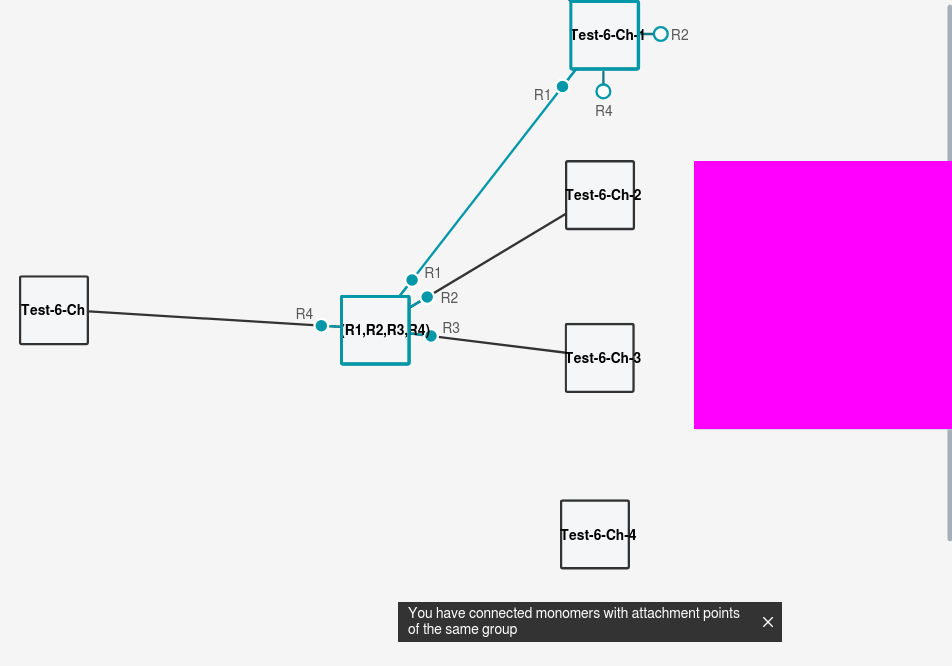 Test-6-Ch-1
R2
R1
R4
Test-6-Ch-2
R1
R2
Test-6-Ch
R4
(R1,R2,R3,R4)
R3
Test-6-Ch-3
Test-6-Ch-4
You have connected monomers with attachment points
of the same group